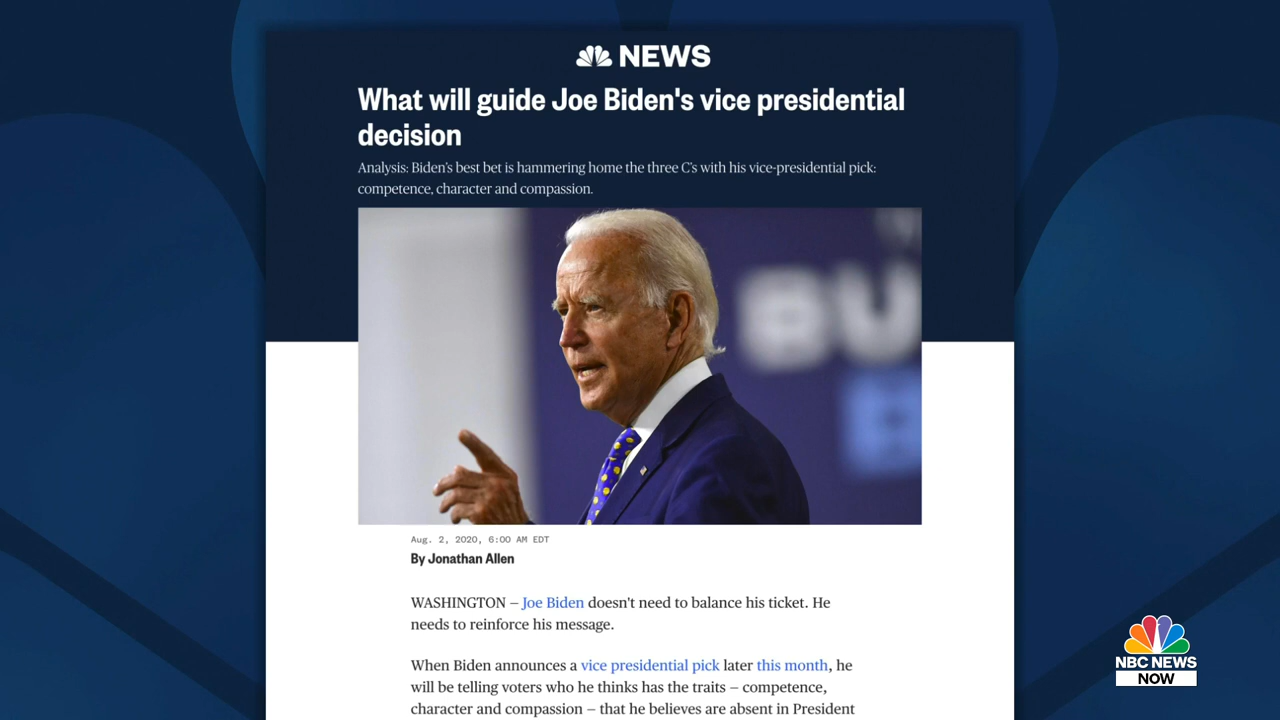 NEWS
What will guide Joe Biden's vice presidential
decision
Analysis: Biden's best bet is hammering home the three C's with his vice-presidential pick:
competence, character and compassion.
BU
Aug. 2, 2020, 6:00 AM EDT
By Jonathan Allen
WASHINGTON — Joe Biden doesn't need to balance his ticket. He
needs to reinforce his message.
When Biden announces a vice presidential pick later this month, he
will be telling voters who he thinks has the traits — competence,
character and compassion — that he believes are absent in President
NBC NEWS
NOW